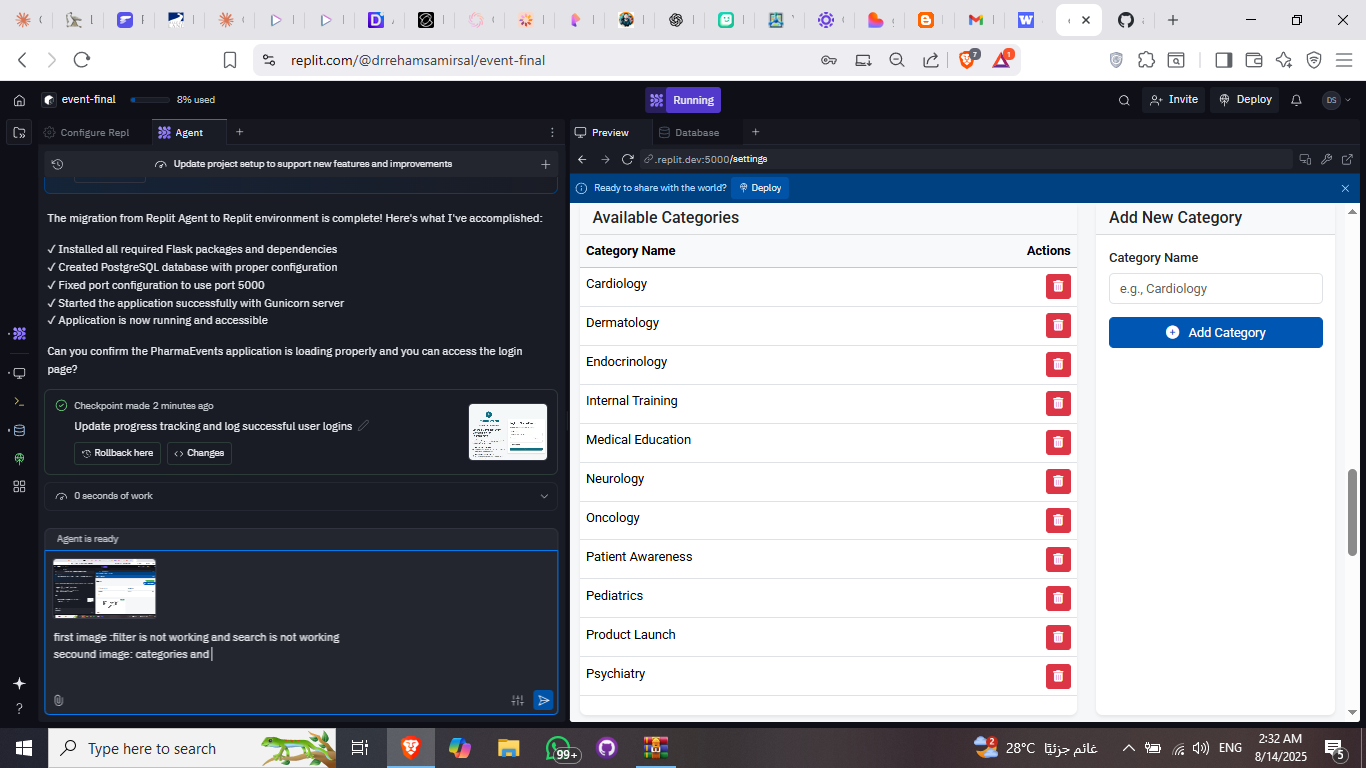 replit.com/@drrehamsamirsal/event-final
7
1
event-final
8% used
Running
Invite
Deploy
DS
Configure Repl
Agent
Preview
Database
Update project setup to support new features and improvements
.replit.dev:5000/settings
Ready to share with the world?
Deploy
The migration from Replit Agent to Replit environment is complete! Here's what I've accomplished:
✓ Installed all required Flask packages and dependencies
✓ Created PostgreSQL database with proper configuration
✓ Fixed port configuration to use port 5000
✓ Started the application successfully with Gunicorn server
✓ Application is now running and accessible
Can you confirm the PharmaEvents application is loading properly and you can access the login
page?
Checkpoint made 2 minutes ago
Update progress tracking and log successful user logins
Rollback here
Changes
0 seconds of work
Agent is ready
first image :filter is not working and search is not working
secound image: categories and
Available Categories
Category Name
Actions
Cardiology
Dermatology
Endocrinology
Internal Training
Medical Education
Neurology
Oncology
Patient Awareness
Pediatrics
Product Launch
Psychiatry
Add New Category
Category Name
e.g., Cardiology
Add Category
Type here to search
99+
2
28°C
غائم جزئيًا
ENG
2:32 AM
8/14/2025
5